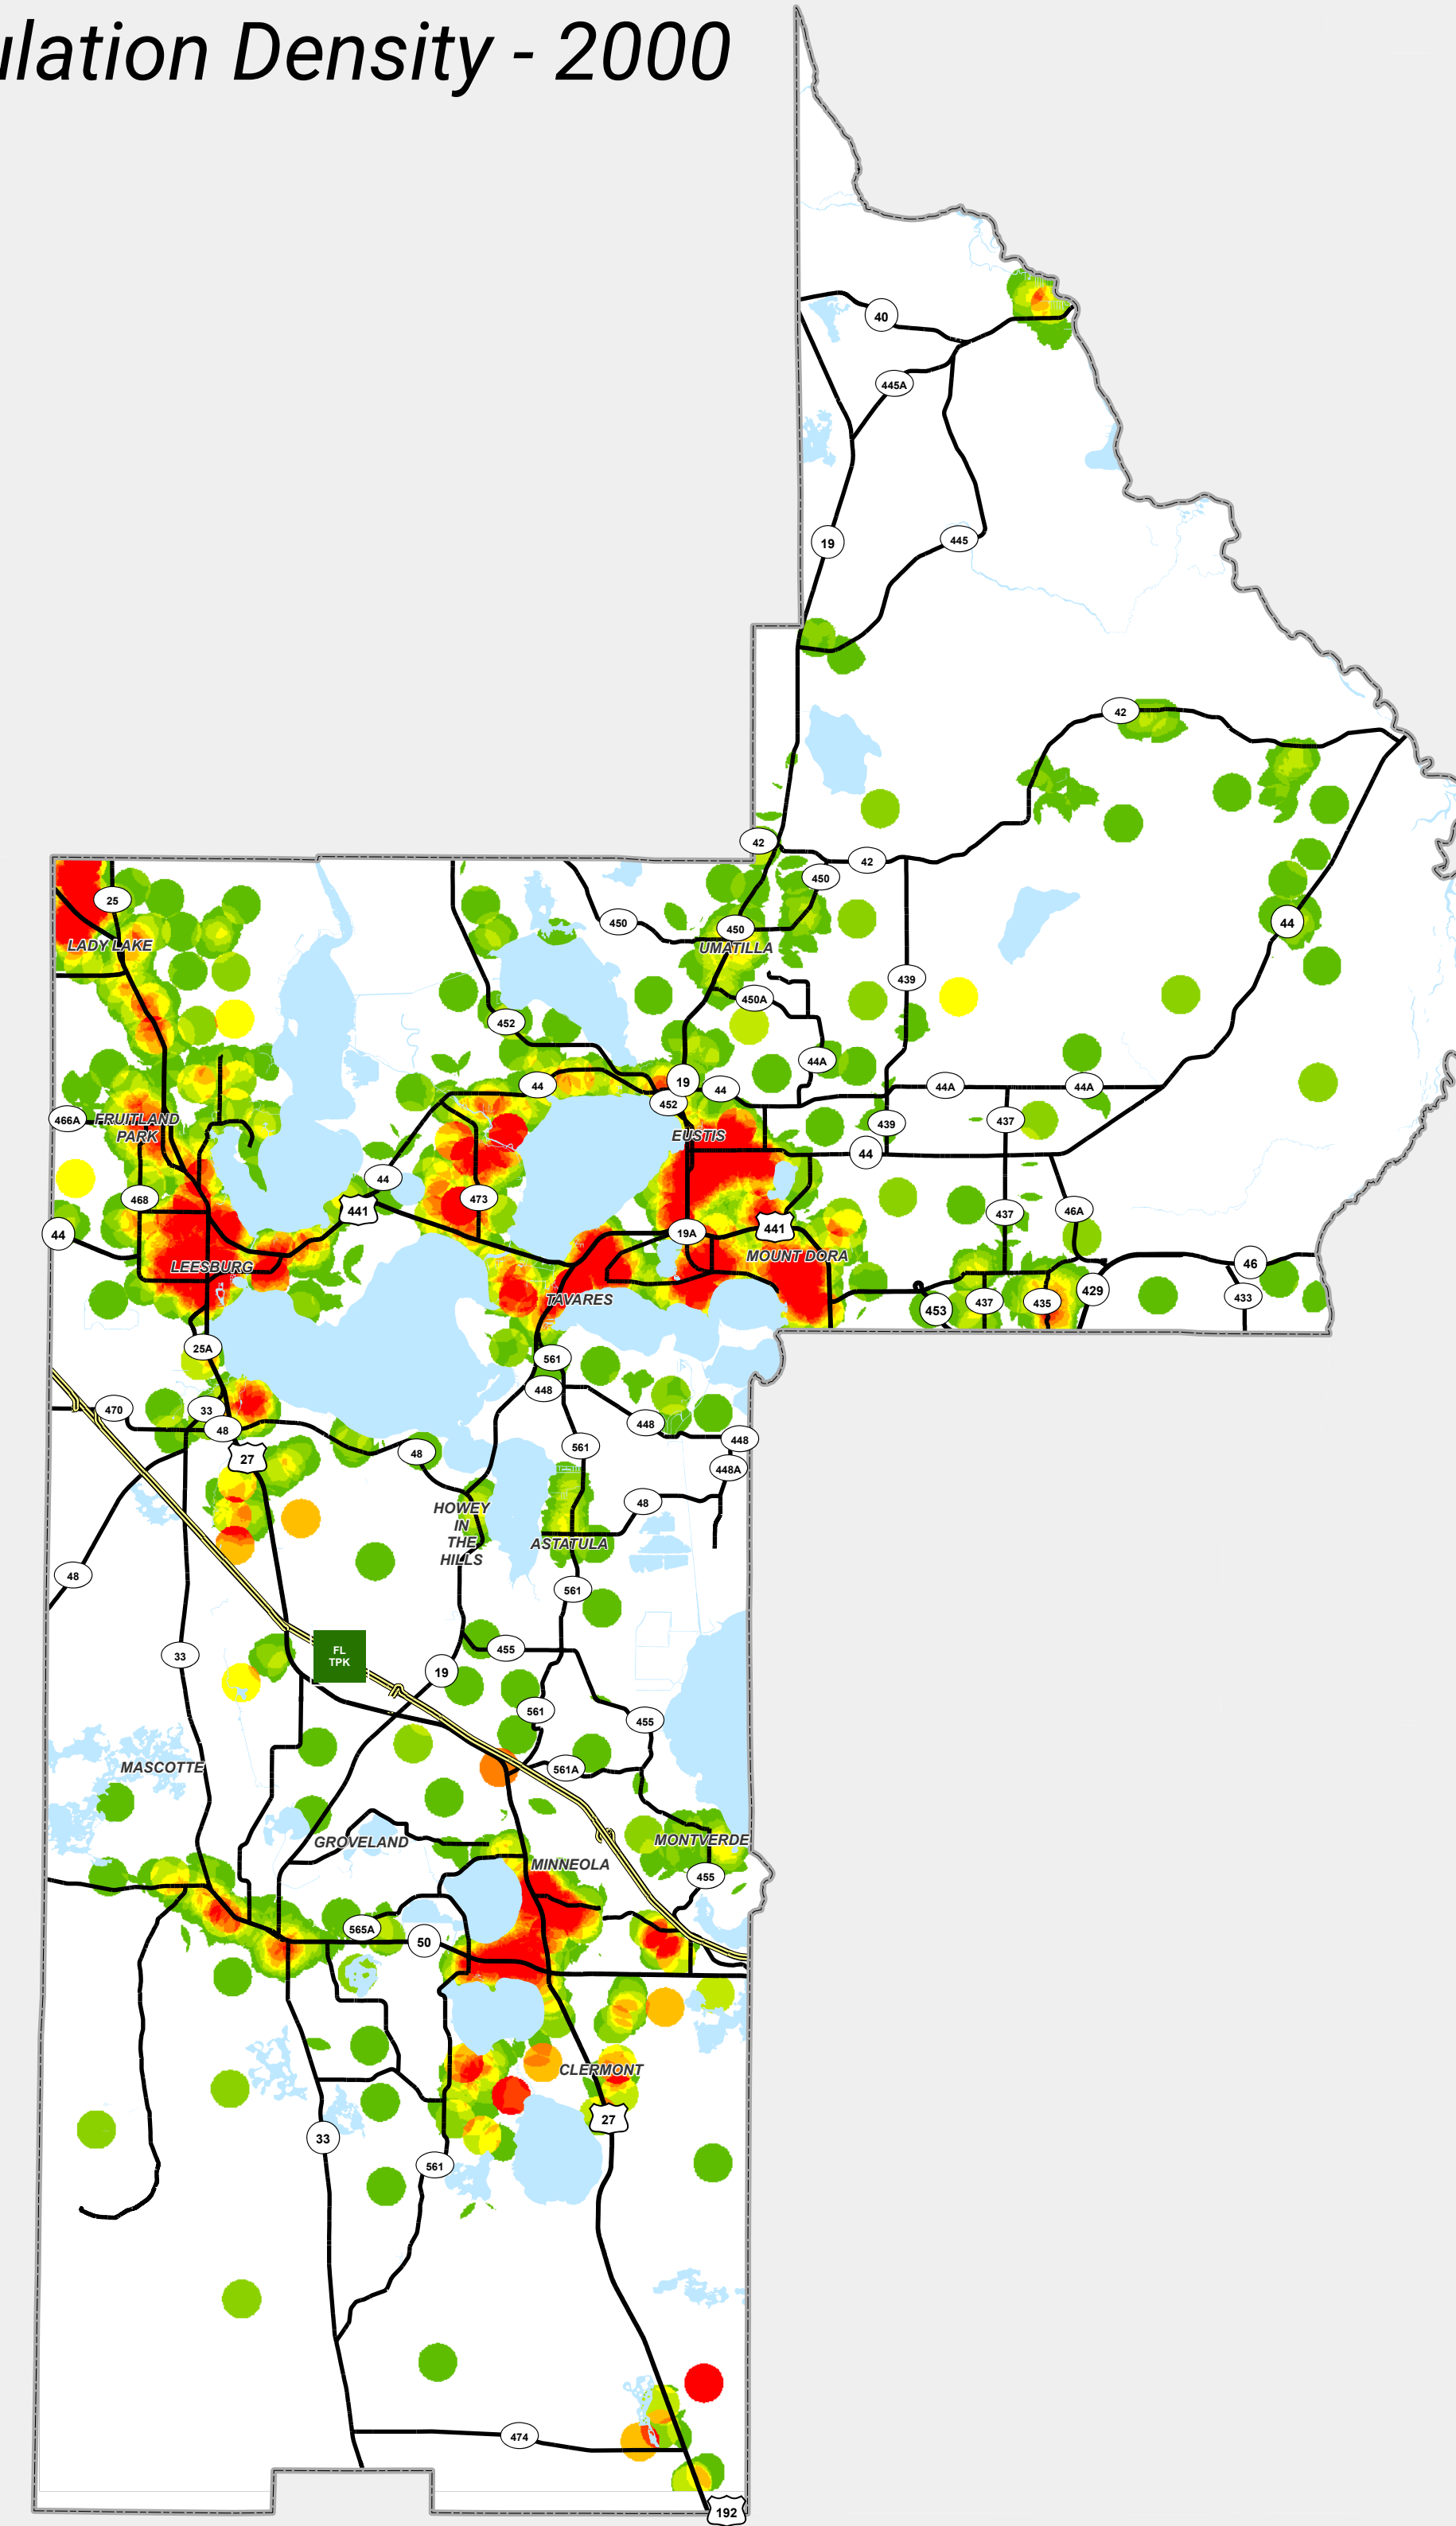 ulation Density - 2000
40
445A
19
445
42
42
42
450
25
450
450
44
LADY LAKE
UMATILLA
439
450A
452
44A
19
44
44
44A
44A
452
466A
FRUITLAND
PARK
EUSTIS
439
437
44
44
468
473
441
437
46A
44
19A
441
MOUNT DORA
LEESBURG
46
429
433
TAVARES
453
437
435
25A
561
448
470
33
448
48
448
561
48
27
448A
HOWEY
IN
THE
HILLS
48
ASTATULA
48
561
FL
TPK
33
455
19
561
455
MASCOTTE
561A
GROVELAND
MONTVERDE
MINNEOLA
455
565A
50
CLERMONT
27
33
561
474
192